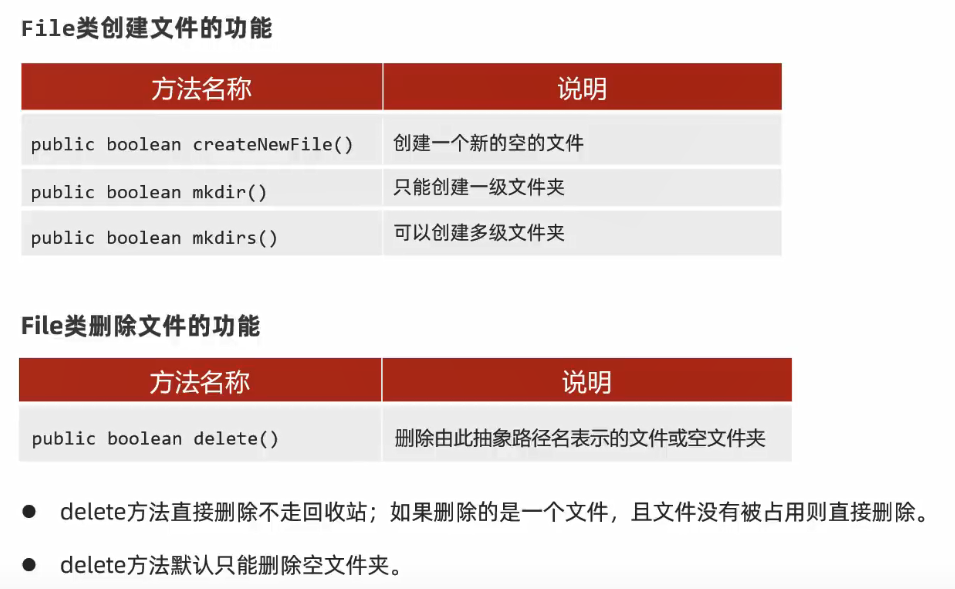 File类创建文件的功能
方法名称 说明
public boolean createNewFile() 创建一个新的空的文件
public boolean mkdir() 只能创建一级文件夹
public boolean mkdirs() 可以创建多级文件夹
File类删除文件的功能
方法名称 说明
public boolean delete() 删除由此抽象路径名表示的文件或空文件夹
● delete方法直接删除不走回收站；如果删除的是一个文件，且文件没有被占用则直接删除。
● delete方法默认只能删除空文件夹。